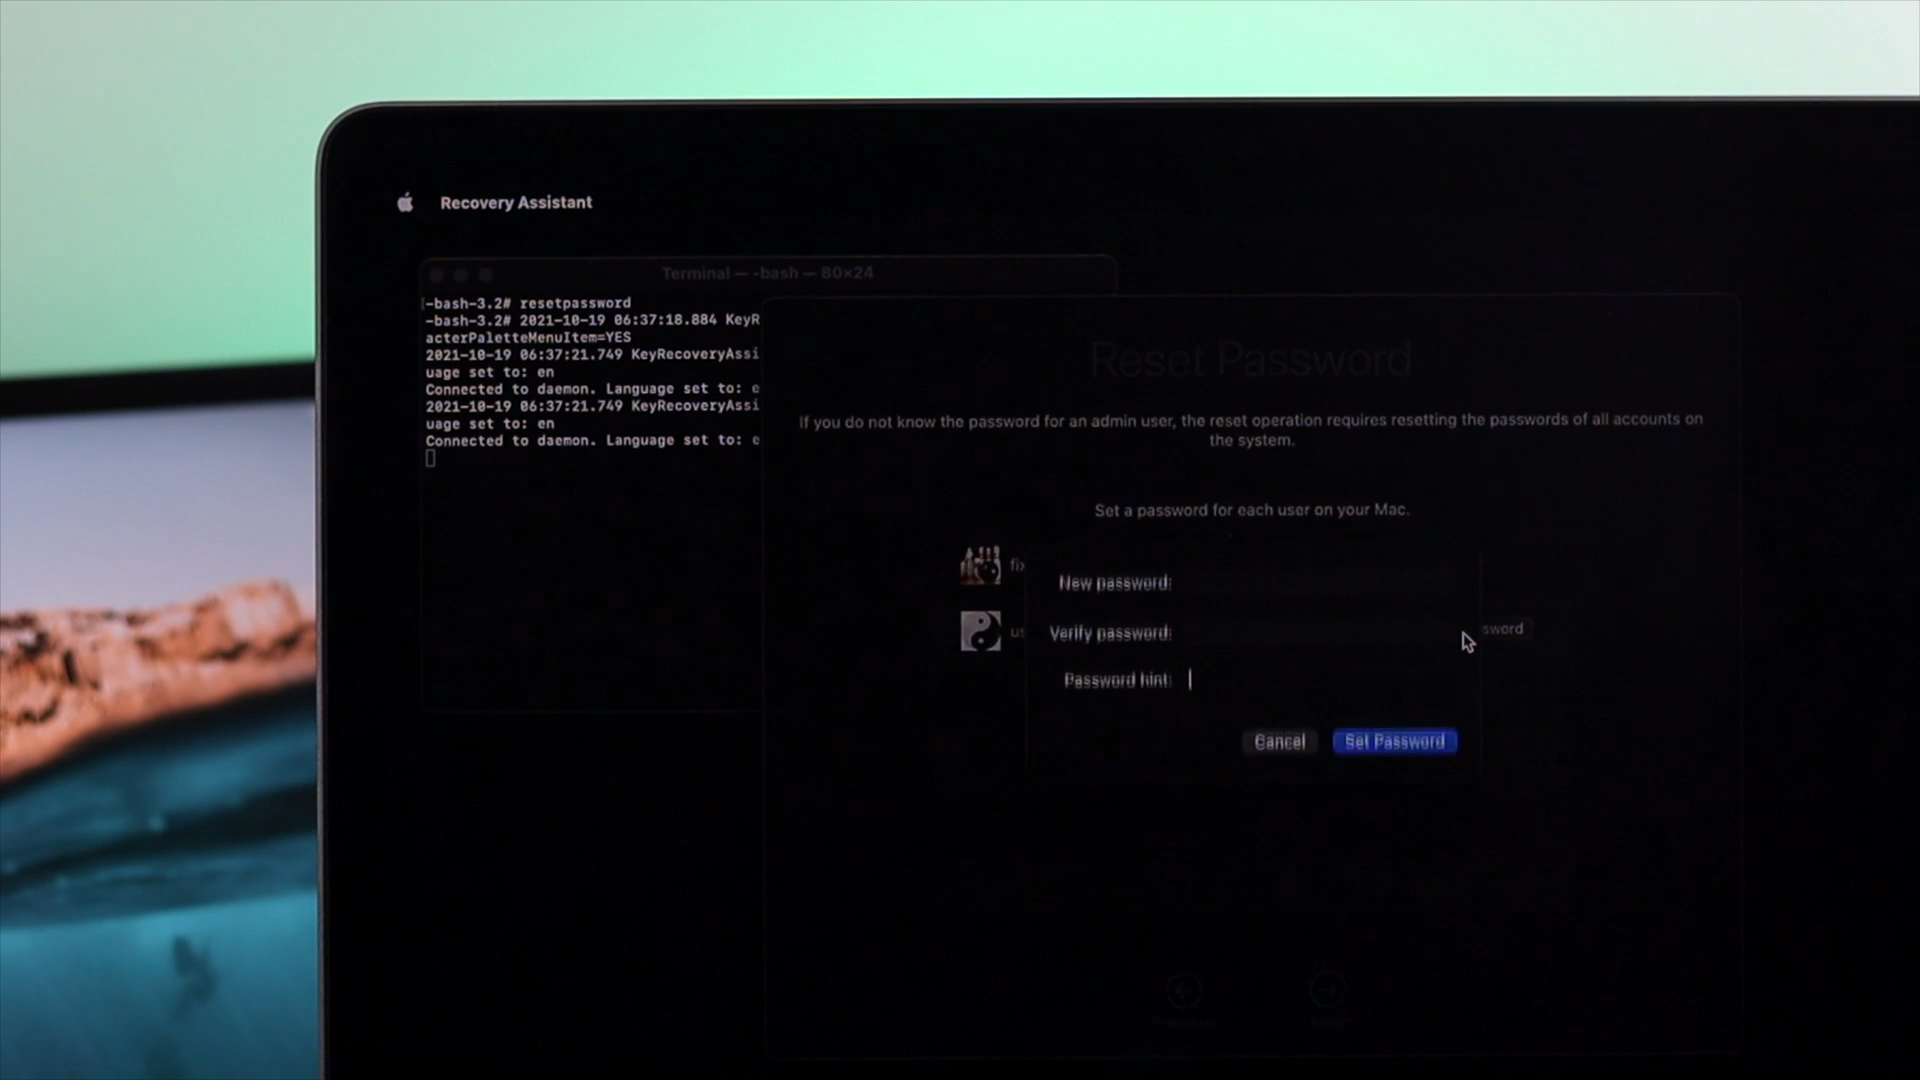 Recovery Assistant
Terminal — -bash — 80×24
-bash-3.2# resetpassword
-bash-3.2# 2021-10-19 06:37:18.884 KeyR
acterPaletteMenuItem=YES
2021-10-19 06:37:21.749 KeyRecoveryAssi
uage set to: en
Connected to daemon. Language set to: e
2021-10-19 06:37:21.749 KeyRecoveryAssi
uage set to: en
Connected to daemon. Language set to: e
Reset Password
If you do not know the password for an admin user, the reset operation requires resetting the passwords of all accounts on
the system.
Set a password for each user on your Mac.
fix
New password:
us
Verify password:
sword
Password hint:
Cancel
Set Password